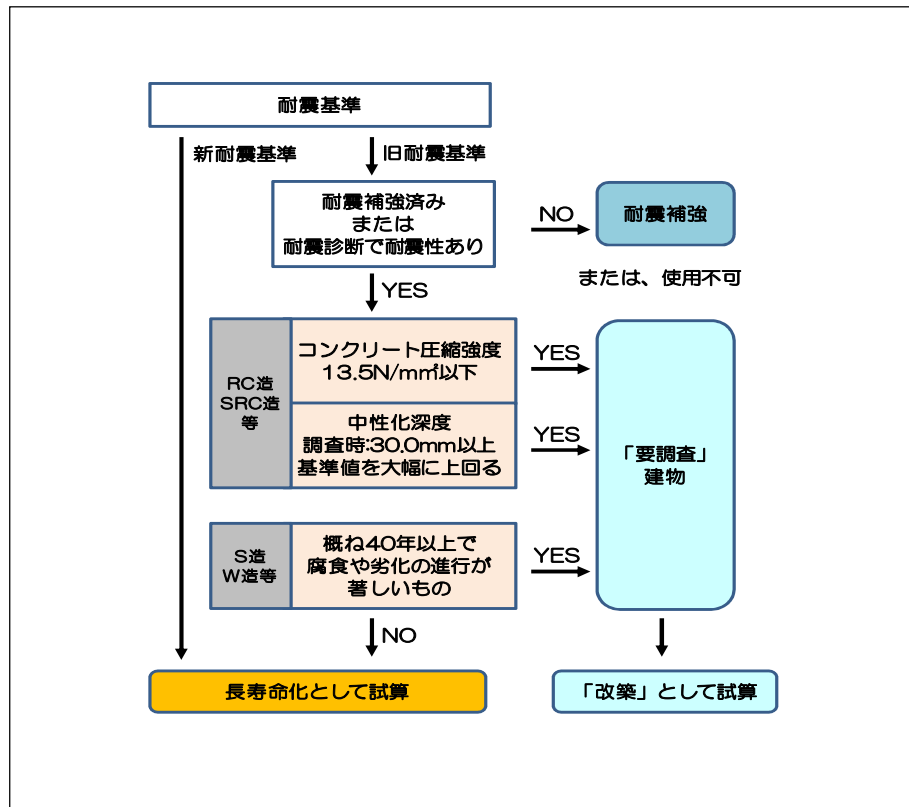 耐震基準
新耐震基準
旧耐震基準
耐震補強済み
または
耐震診断で耐震性あり
NO
耐震補強
または、使用不可
YES
RC造
SRC造
等
コンクリート圧縮強度
13.5N/m㎡以下
YES
中性化深度
調査時:30.0mm以上
基準値を大幅に上回る
YES
「要調査」
建物
S造
W造等
概ね40年以上で
腐食や劣化の進行が
著しいもの
YES
NO
長寿命化として試算
「改築」として試算